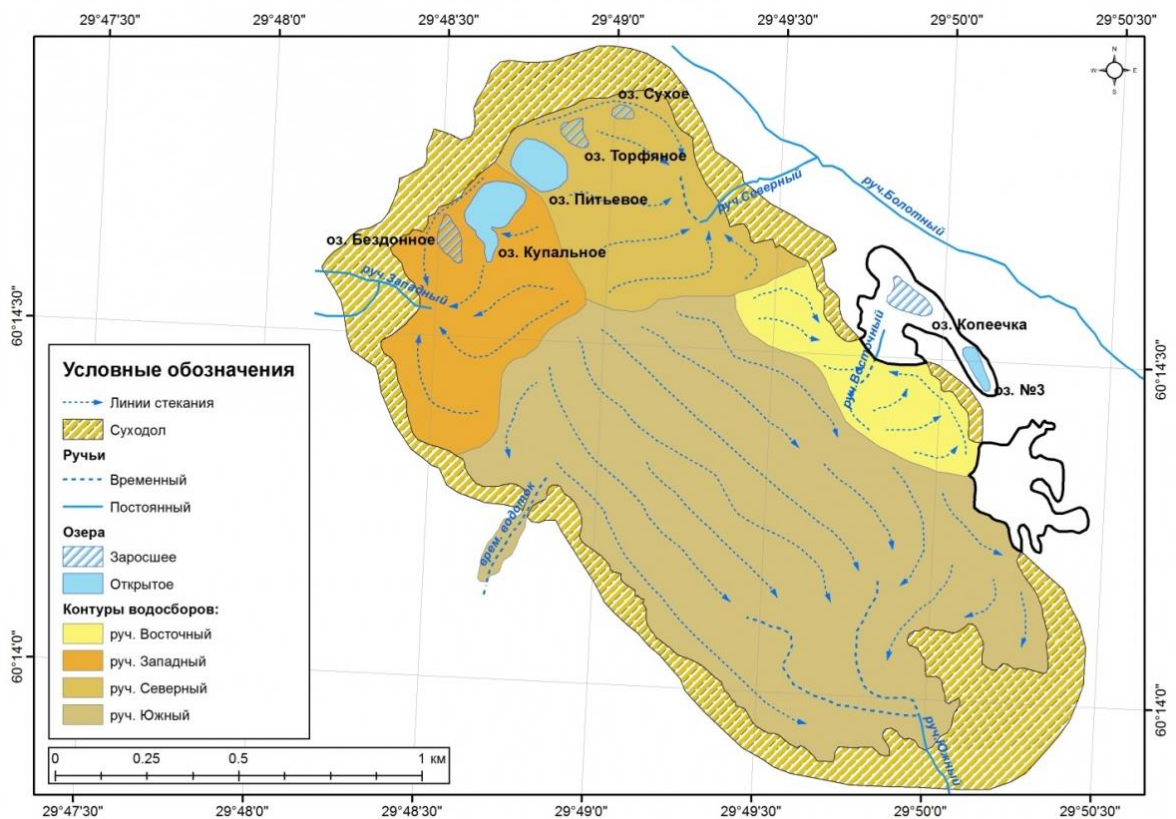 29°47'30" 29°48'0" 29°48'30" 29°49'0" 29°49'30" 29°50'0" 29°50'30"
N
W E
S
оз. Сухое
оз. Торфяное
руч.Северный
руч.Болотный
оз. Питьевое
оз. Бездонное
оз. Купальное
руч. Западный
60°14'30"
60°14'30"
оз. Копеечка
руч.Восточный
оз. №3
Условные обозначения
Линии стекания
Суходол
Ручьи
Временный
Постоянный
врем. водоток
Озера
Заросшее
Открытое
Контуры водосборов:
руч. Восточный
руч. Западный
руч. Северный
руч. Южный
60°14'0"
60°14'0"
руч.Южный
0 0.25 0.5 1 км
29°47'30" 29°48'0" 29°48'30" 29°49'0" 29°49'30" 29°50'0" 29°50'30"